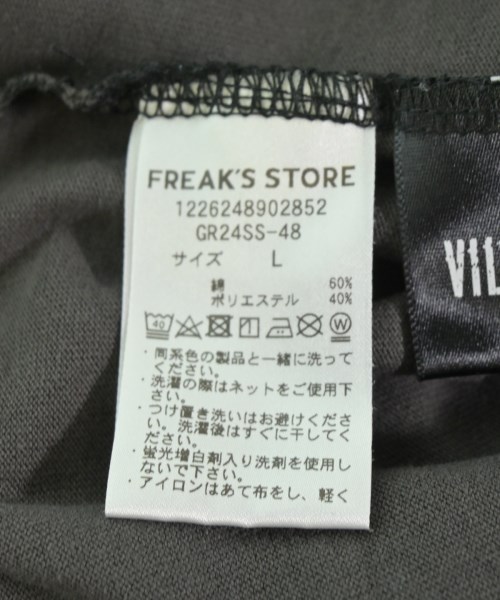 FREAK'S STORE
1226248902852
GR24SS-48
サイズ L
綿 60%
ポリエステル 40%
40
W
・同系色の製品と一緒に洗って
ください。
・洗濯の際はネットをご使用下
さい。
・つけ置き洗いはお避けくださ
い。洗濯後はすぐに干してく
ださい。
・蛍光増白剤入り洗剤を使用し
ないで下さい。
・アイロンはあて布をし、軽く
VIL